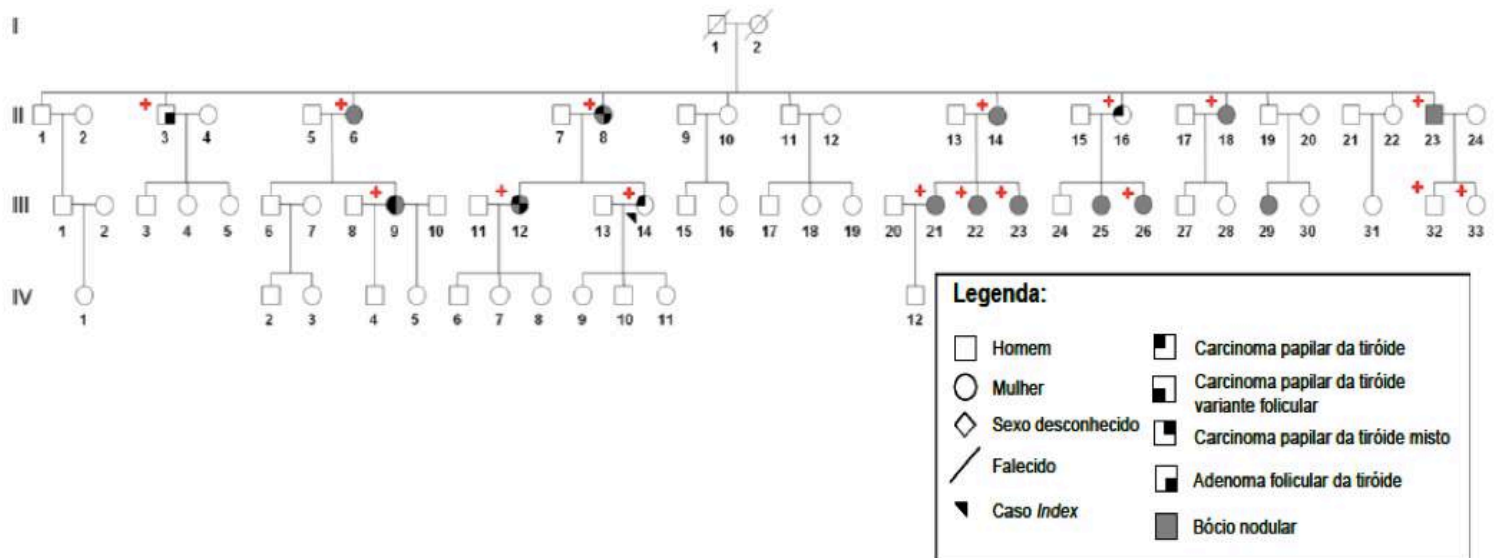 I
1 2
II
+ + + + + + +
1 2 3 4 5 6 7 8 9 10 11 12 13 14 15 16 17 18 19 20 21 22 23 24
III
+ + + + + + + + +
1 2 3 4 5 6 7 8 9 10 11 12 13 14 15 16 17 18 19 20 21 22 23 24 25 26 27 28 29 30 31 32 33
IV
1 2 3 4 5 6 7 8 9 10 11 12
Legenda:
Homem
Carcinoma papilar da tiróide
Mulher
Carcinoma papilar da tiróide
variante folicular
Sexo desconhecido
Carcinoma papilar da tiróide misto
Falecido
Adenoma folicular da tiróide
Caso Index
Bócio nodular